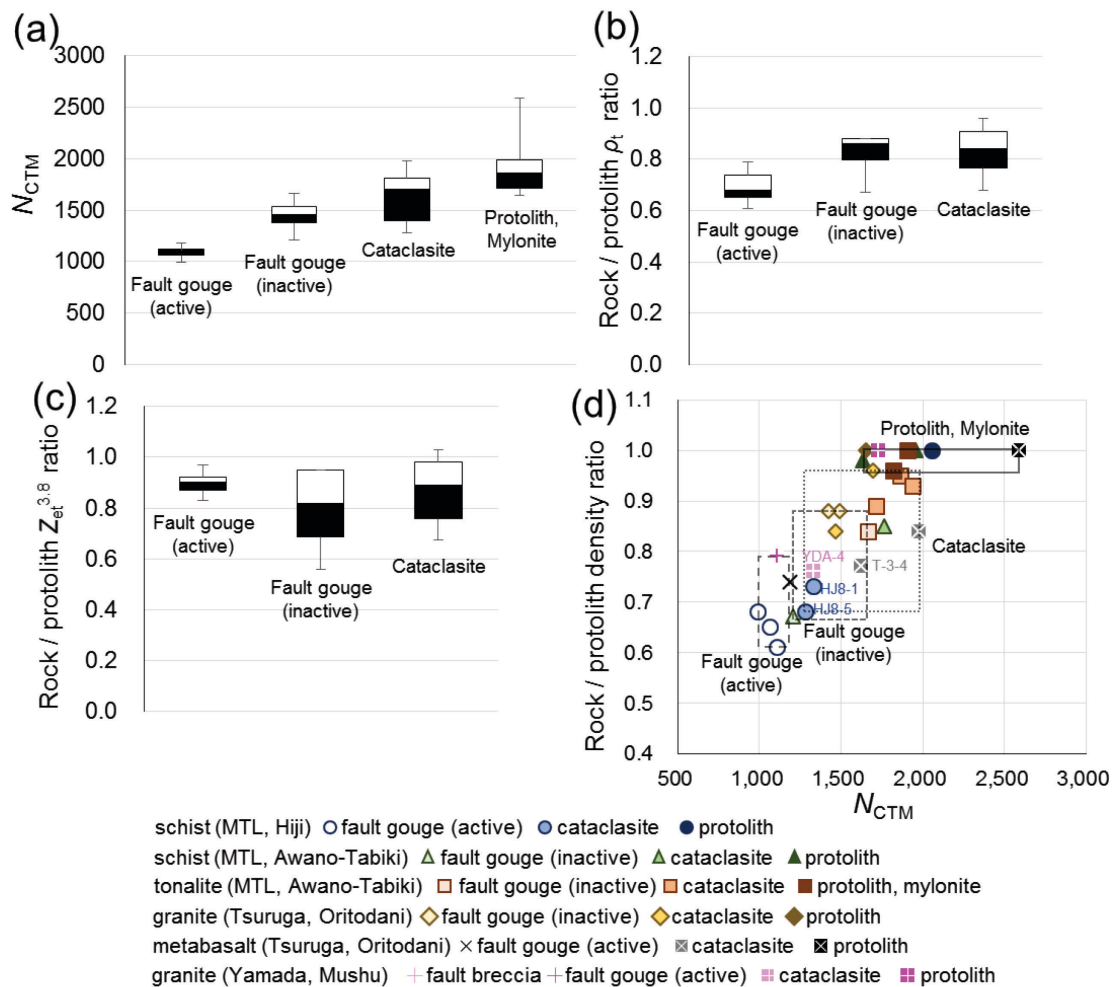 (a)
3000
2500
2000
1500
1000
500
0
N_CTM
Fault gouge
(active)
Fault gouge
(inactive)
Cataclasite
Protolith,
Mylonite
(b)
1.2
1.0
0.8
0.6
0.4
0.2
0.0
Rock / protolith ρt ratio
Fault gouge
(active)
Fault gouge
(inactive)
Cataclasite
(c)
1.2
1.0
0.8
0.6
0.4
0.2
0.0
Rock / protolith Zet^3.8 ratio
Fault gouge
(active)
Fault gouge
(inactive)
Cataclasite
(d)
1.1
1.0
0.9
0.8
0.7
0.6
0.5
0.4
Rock / protolith density ratio
Protolith, Mylonite
Cataclasite
YDA-4
T-3-4
HJ8-1
HJ8-5
Fault gouge
(inactive)
Fault gouge
(active)
500 1,000 1,500 2,000 2,500 3,000
N_CTM
schist (MTL, Hiji) fault gouge (active) cataclasite protolith
schist (MTL, Awano-Tabiki) fault gouge (inactive) cataclasite protolith
tonalite (MTL, Awano-Tabiki) fault gouge (inactive) cataclasite protolith, mylonite
granite (Tsuruga, Oritodani) fault gouge (inactive) cataclasite protolith
metabasalt (Tsuruga, Oritodani) fault gouge (active) cataclasite protolith
granite (Yamada, Mushu) fault breccia fault gouge (active) cataclasite protolith